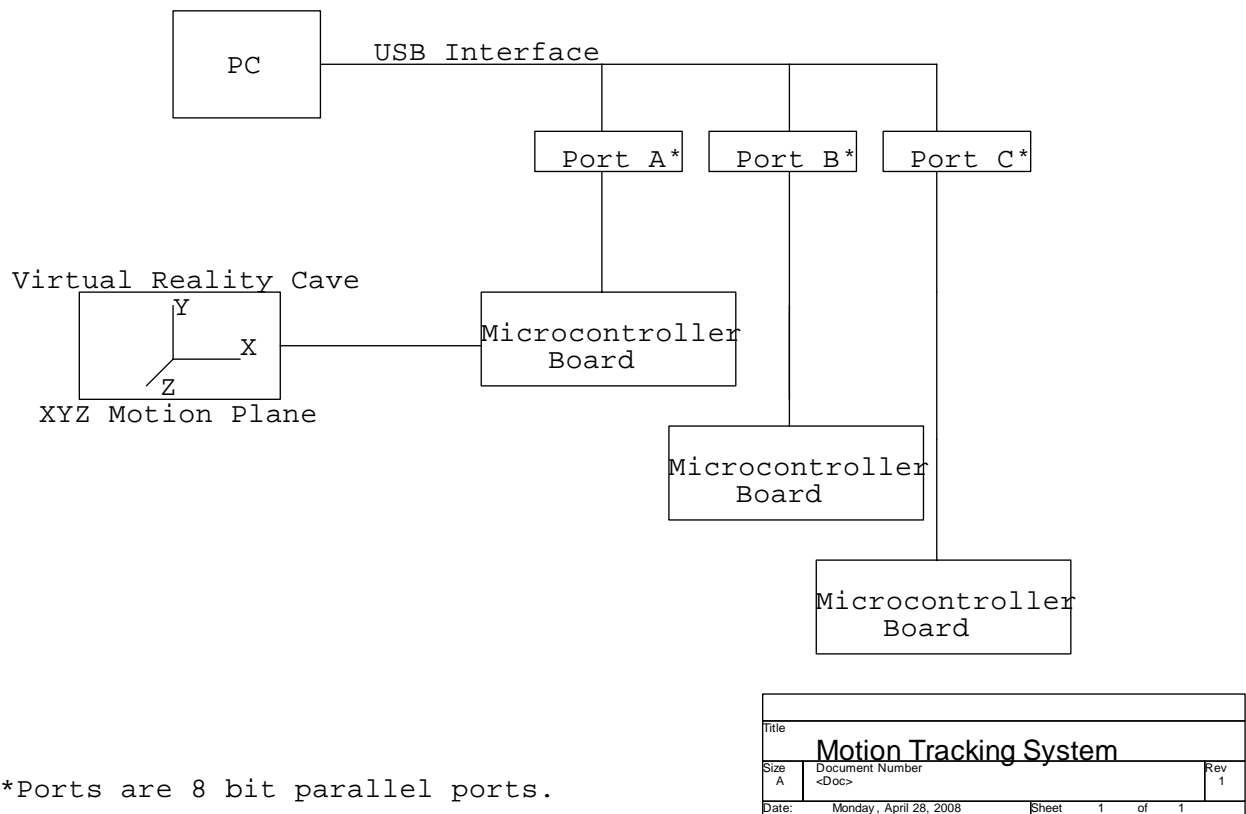 USB Interface
PC
Port A*
Port B*
Port C*
Virtual Reality Cave
Y
X
Z
XYZ Motion Plane
Microcontroller
Board
Microcontroller
Board
Microcontroller
Board
*Ports are 8 bit parallel ports.
Title
Motion Tracking System
Size
A
Document Number
<Doc>
Rev
1
Date: Monday, April 28, 2008 Sheet 1 of 1